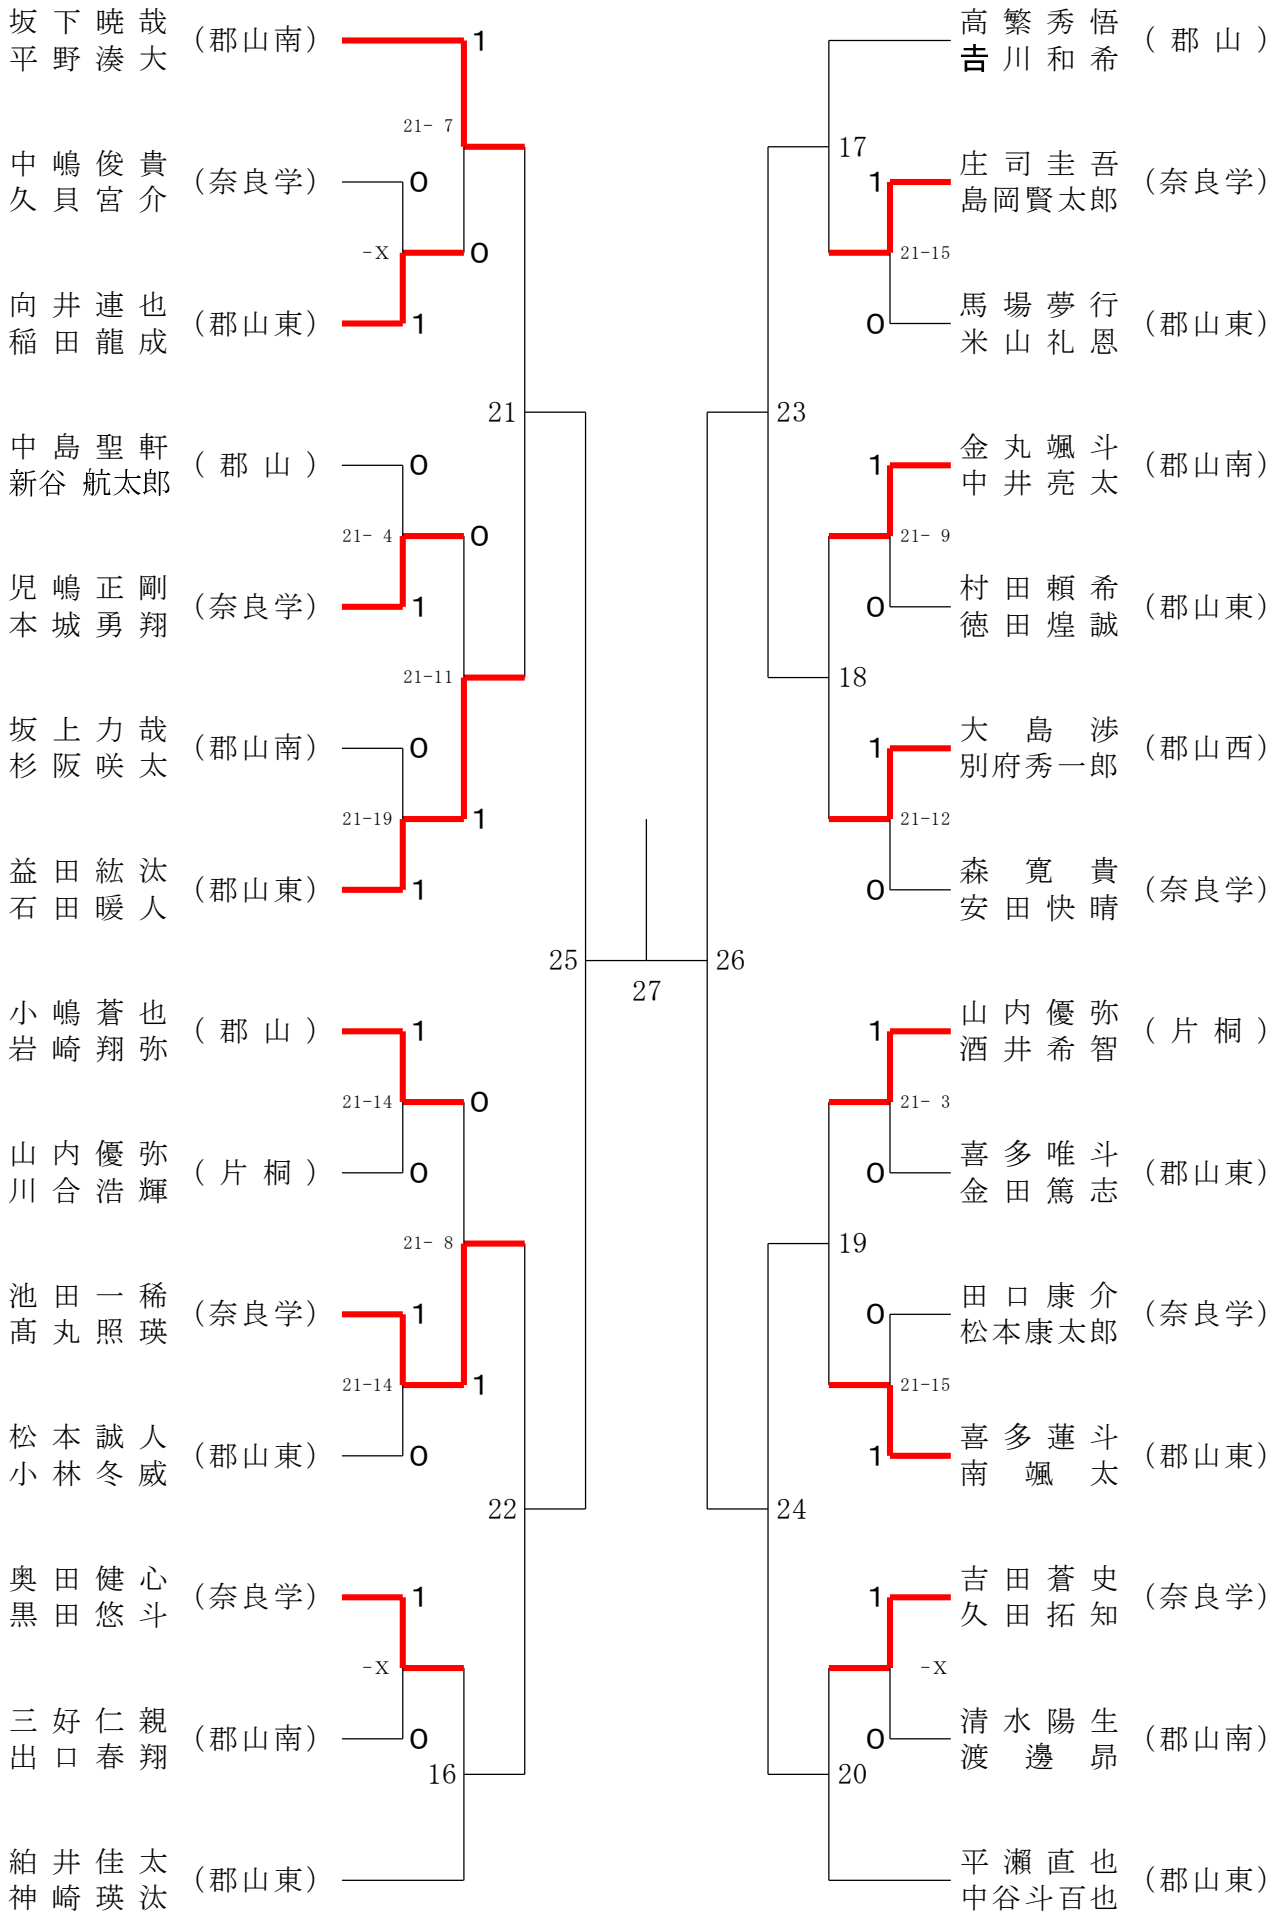 坂下暁哉
平野湊大
(郡山南)
1
21- 7
中嶋俊貴
久貝宮介
(奈良学)
0
-X
0
向井連也
稲田龍成
(郡山東)
1
21
中島聖軒
新谷 航太郎
(郡山)
0
21- 4
0
児嶋正剛
本城勇翔
(奈良学)
1
21-11
坂上力哉
杉阪咲太
(郡山南)
0
21-19
1
益田紘汰
石田暖人
(郡山東)
1
25
27
小嶋蒼也
岩崎翔弥
(郡山)
1
21-14
0
山内優弥
川合浩輝
(片桐)
0
21- 8
池田一稀
髙丸照瑛
(奈良学)
1
21-14
1
松本誠人
小林冬威
(郡山東)
0
22
奥田健心
黒田悠斗
(奈良学)
1
-X
三好仁親
出口春翔
(郡山南)
0
16
紬井佳太
神崎瑛汰
(郡山東)
高繁秀悟
𠮷川和希
(郡山)
17
庄司圭吾
島岡賢太郎
(奈良学)
1
21-15
馬場夢行
米山礼恩
(郡山東)
0
23
金丸颯斗
中井亮太
(郡山南)
1
21- 9
村田頼希
徳田煌誠
(郡山東)
0
18
大島渉
別府秀一郎
(郡山西)
1
21-12
森寛貴
安田快晴
(奈良学)
0
26
山内優弥
酒井希智
(片桐)
1
21- 3
喜多唯斗
金田篤志
(郡山東)
0
19
田口康介
松本康太郎
(奈良学)
0
21-15
喜多蓮斗
南颯太
(郡山東)
1
24
吉田蒼史
久田拓知
(奈良学)
1
-X
清水陽生
渡邊昂
(郡山南)
0
20
平瀬直也
中谷斗百也
(郡山東)